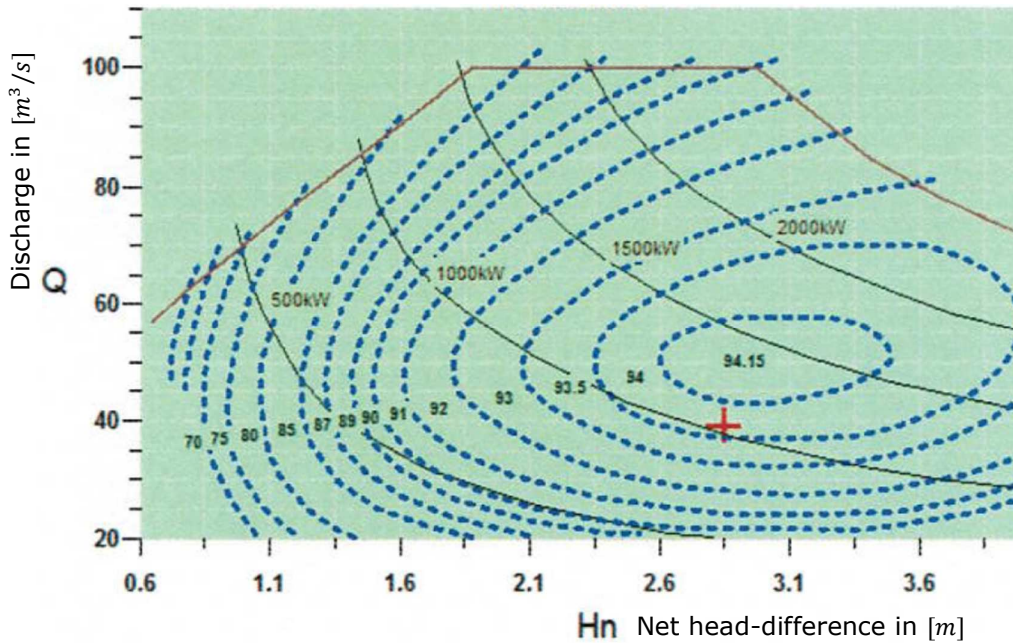 Discharge in [m³/s]
Q
100
80
60
40
20
0.6 1.1 1.6 2.1 2.6 3.1 3.6
Hn Net head-difference in [m]
500kW
1000kW
1500kW
2000kW
70 75 80 85 87 89 90 91 92 93 93.5 94 94.15